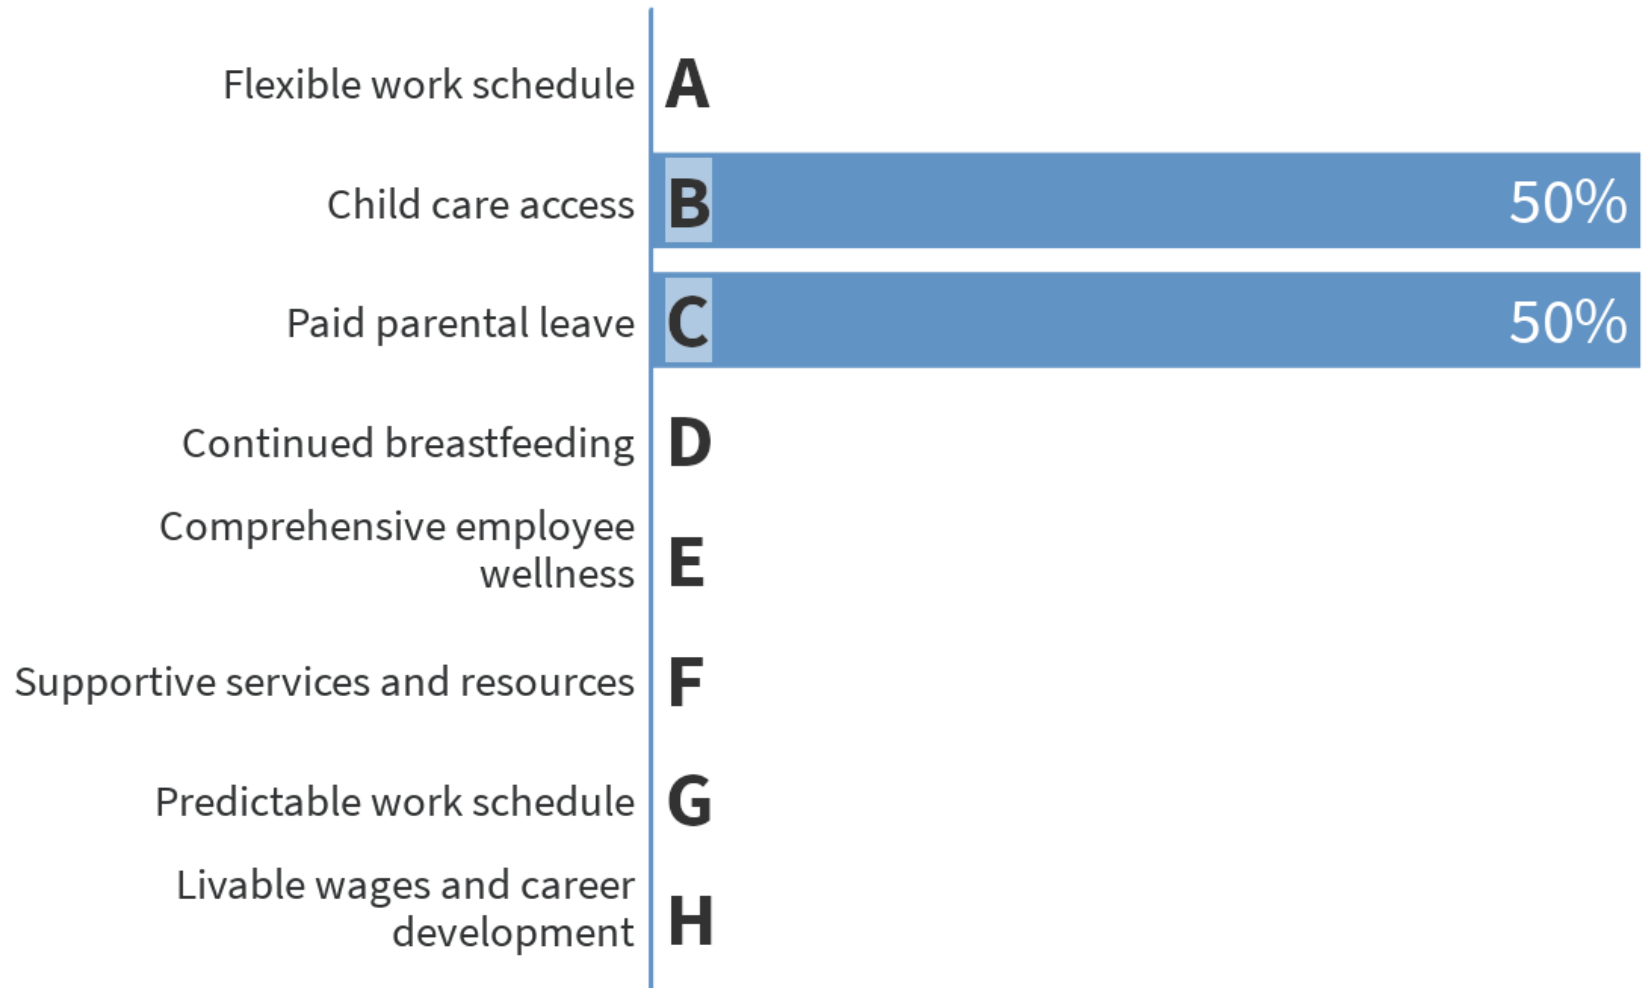 Flexible work schedule A
Child care access B 50%
Paid parental leave C 50%
Continued breastfeeding D
Comprehensive employee
wellness E
Supportive services and resources F
Predictable work schedule G
Livable wages and career
development H